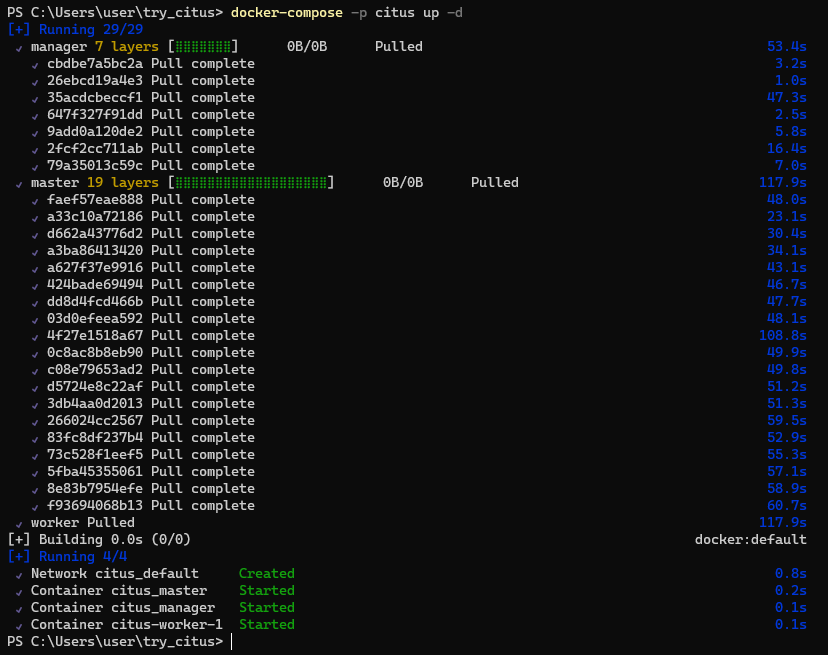 PS C:\Users\user\try_citus> docker-compose -p citus up -d
[+] Running 29/29
✓ manager 7 layers [⣿⣿⣿⣿⣿⣿⣿] 0B/0B Pulled 53.4s
✓ cbdbe7a5bc2a Pull complete 3.2s
✓ 26ebcd19a4e3 Pull complete 1.0s
✓ 35acdcbeccf1 Pull complete 47.3s
✓ 647f327f91dd Pull complete 2.5s
✓ 9add0a120de2 Pull complete 5.8s
✓ 2fcf2cc711ab Pull complete 16.4s
✓ 79a35013c59c Pull complete 7.0s
✓ master 19 layers [⣿⣿⣿⣿⣿⣿⣿⣿⣿⣿⣿⣿⣿⣿⣿⣿⣿⣿⣿] 0B/0B Pulled 117.9s
✓ faef57eae888 Pull complete 48.0s
✓ a33c10a72186 Pull complete 23.1s
✓ d662a43776d2 Pull complete 30.4s
✓ a3ba86413420 Pull complete 34.1s
✓ a627f37e9916 Pull complete 43.1s
✓ 424bade69494 Pull complete 46.7s
✓ dd8d4fcd466b Pull complete 47.7s
✓ 03d0efeea592 Pull complete 48.1s
✓ 4f27e1518a67 Pull complete 108.8s
✓ 0c8ac8b8eb90 Pull complete 49.9s
✓ c08e79653ad2 Pull complete 49.8s
✓ d5724e8c22af Pull complete 51.2s
✓ 3db4aa0d2013 Pull complete 51.3s
✓ 266024cc2567 Pull complete 59.5s
✓ 83fc8df237b4 Pull complete 52.9s
✓ 73c528f1eef5 Pull complete 55.3s
✓ 5fba45355061 Pull complete 57.1s
✓ 8e83b7954efe Pull complete 58.9s
✓ f93694068b13 Pull complete 60.7s
✓ worker Pulled 117.9s
[+] Building 0.0s (0/0) docker:default
[+] Running 4/4
✓ Network citus_default Created 0.8s
✓ Container citus_master Started 0.2s
✓ Container citus_manager Started 0.1s
✓ Container citus-worker-1 Started 0.1s
PS C:\Users\user\try_citus>